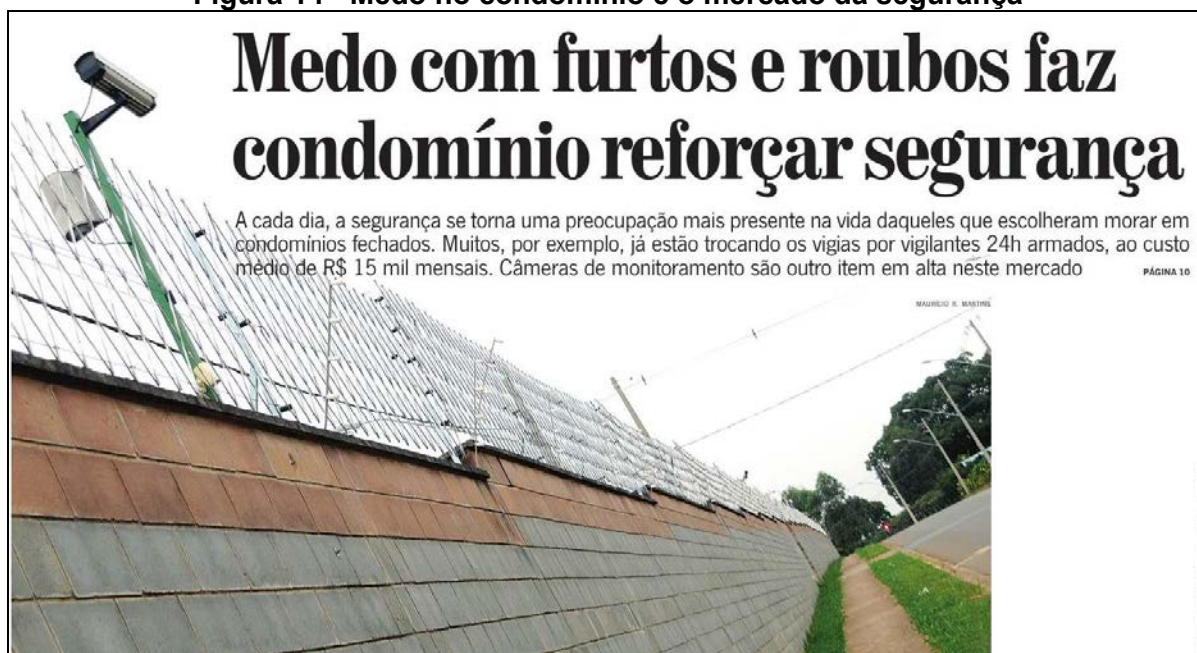 Medo com furtos e roubos faz
condomínio reforçar segurança
A cada dia, a segurança se torna uma preocupação mais presente na vida daqueles que escolheram morar em
condomínios fechados. Muitos, por exemplo, já estão trocando os vigias por vigilantes 24h armados, ao custo
médio de R$ 15 mil mensais. Câmeras de monitoramento são outro item em alta neste mercado
PÁGINA 10
MAURÍCIO R. MARTINS